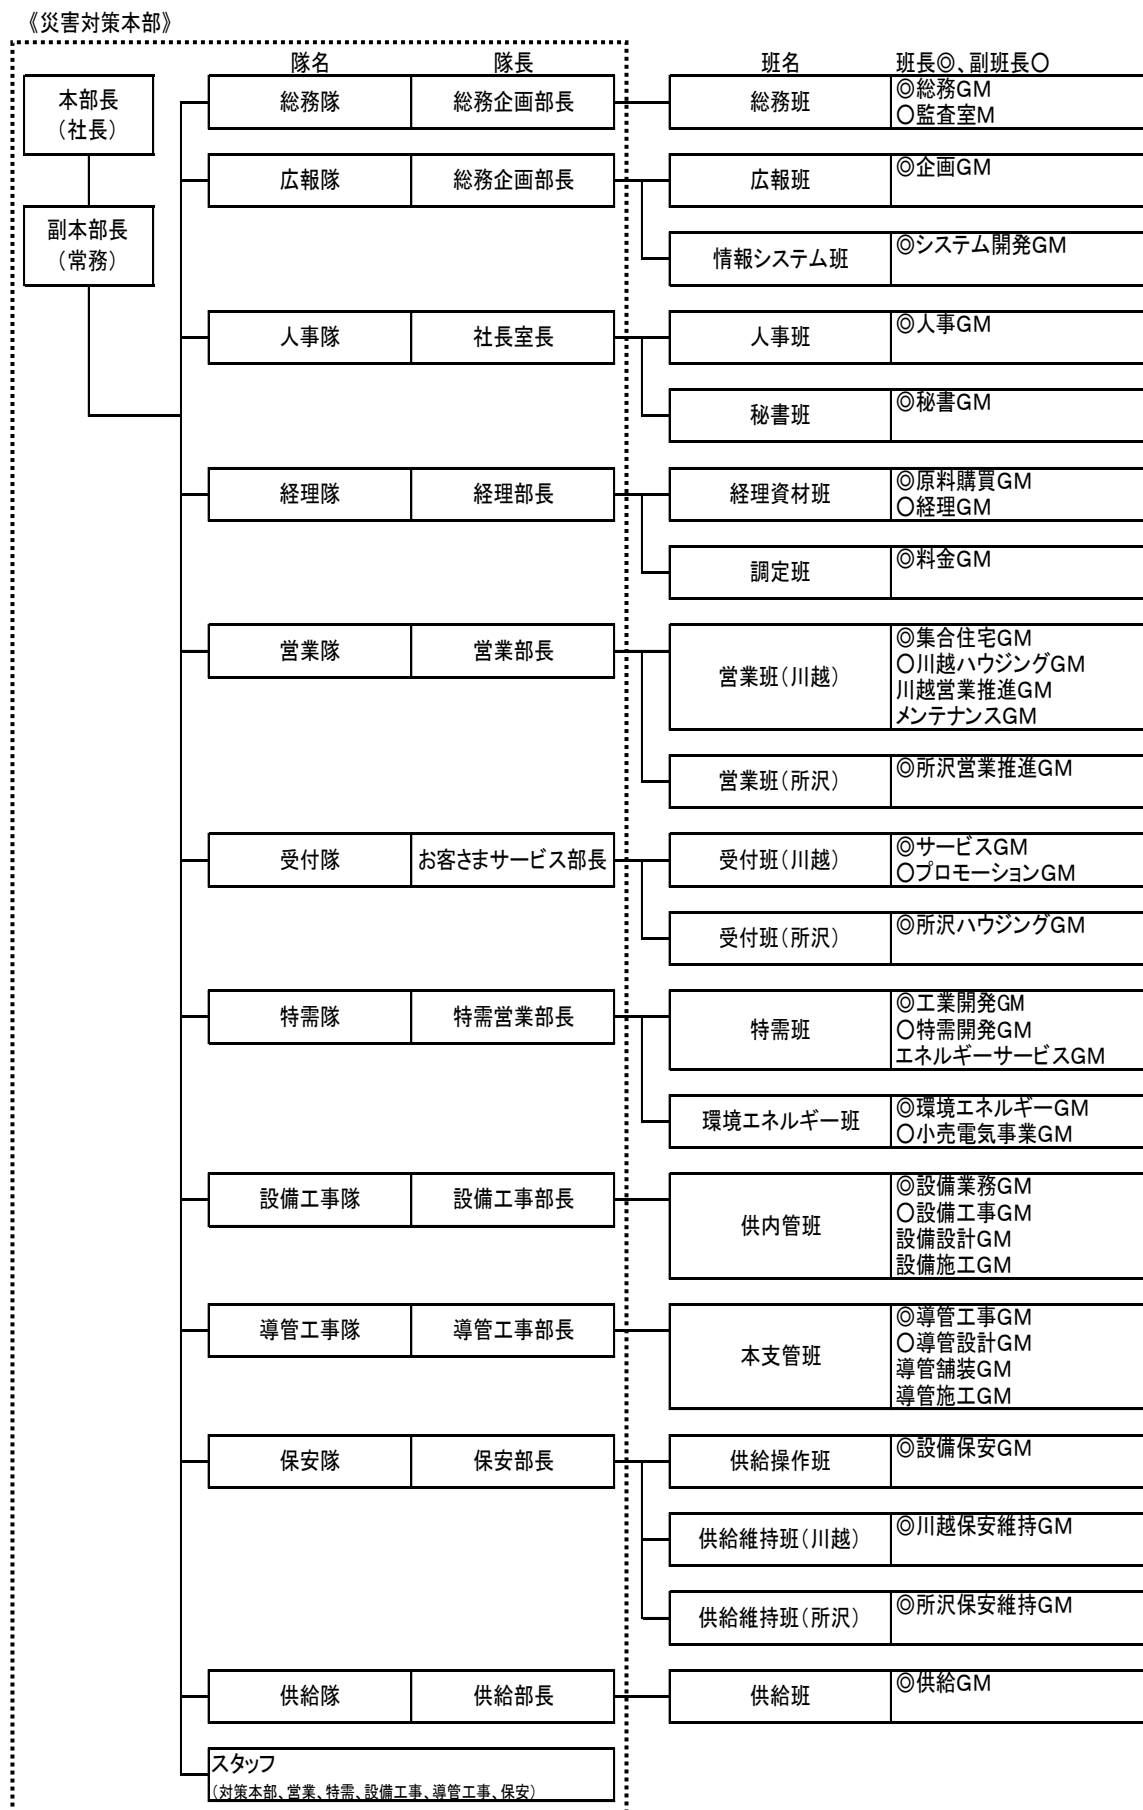 《災害対策本部》
隊名 隊長 班名 班長◎、副班長〇
本部長
(社長)
副本部長
(常務)
総務隊 総務企画部長 総務班
◎総務GM
〇監査室M
広報隊 総務企画部長 広報班
◎企画GM
情報システム班
◎システム開発GM
人事隊 社長室長 人事班
◎人事GM
秘書班
◎秘書GM
経理隊 経理部長 経理資材班
◎原料購買GM
〇経理GM
調定班
◎料金GM
営業隊 営業部長 営業班(川越)
◎集合住宅GM
〇川越ハウジングGM
川越営業推進GM
メンテナンスGM
営業班(所沢)
◎所沢営業推進GM
受付隊 お客さまサービス部長 受付班(川越)
◎サービスGM
〇プロモーションGM
受付班(所沢)
◎所沢ハウジングGM
特需隊 特需営業部長 特需班
◎工業開発GM
〇特需開発GM
エネルギーサービスGM
環境エネルギー班
◎環境エネルギーGM
〇小売電気事業GM
設備工事隊 設備工事部長 供内管班
◎設備業務GM
〇設備工事GM
設備設計GM
設備施工GM
導管工事隊 導管工事部長 本支管班
◎導管工事GM
〇導管設計GM
導管舗装GM
導管施工GM
保安隊 保安部長 供給操作班
◎設備保安GM
供給維持班(川越)
◎川越保安維持GM
供給維持班(所沢)
◎所沢保安維持GM
供給隊 供給部長 供給班
◎供給GM
スタッフ
(対策本部、営業、特需、設備工事、導管工事、保安)